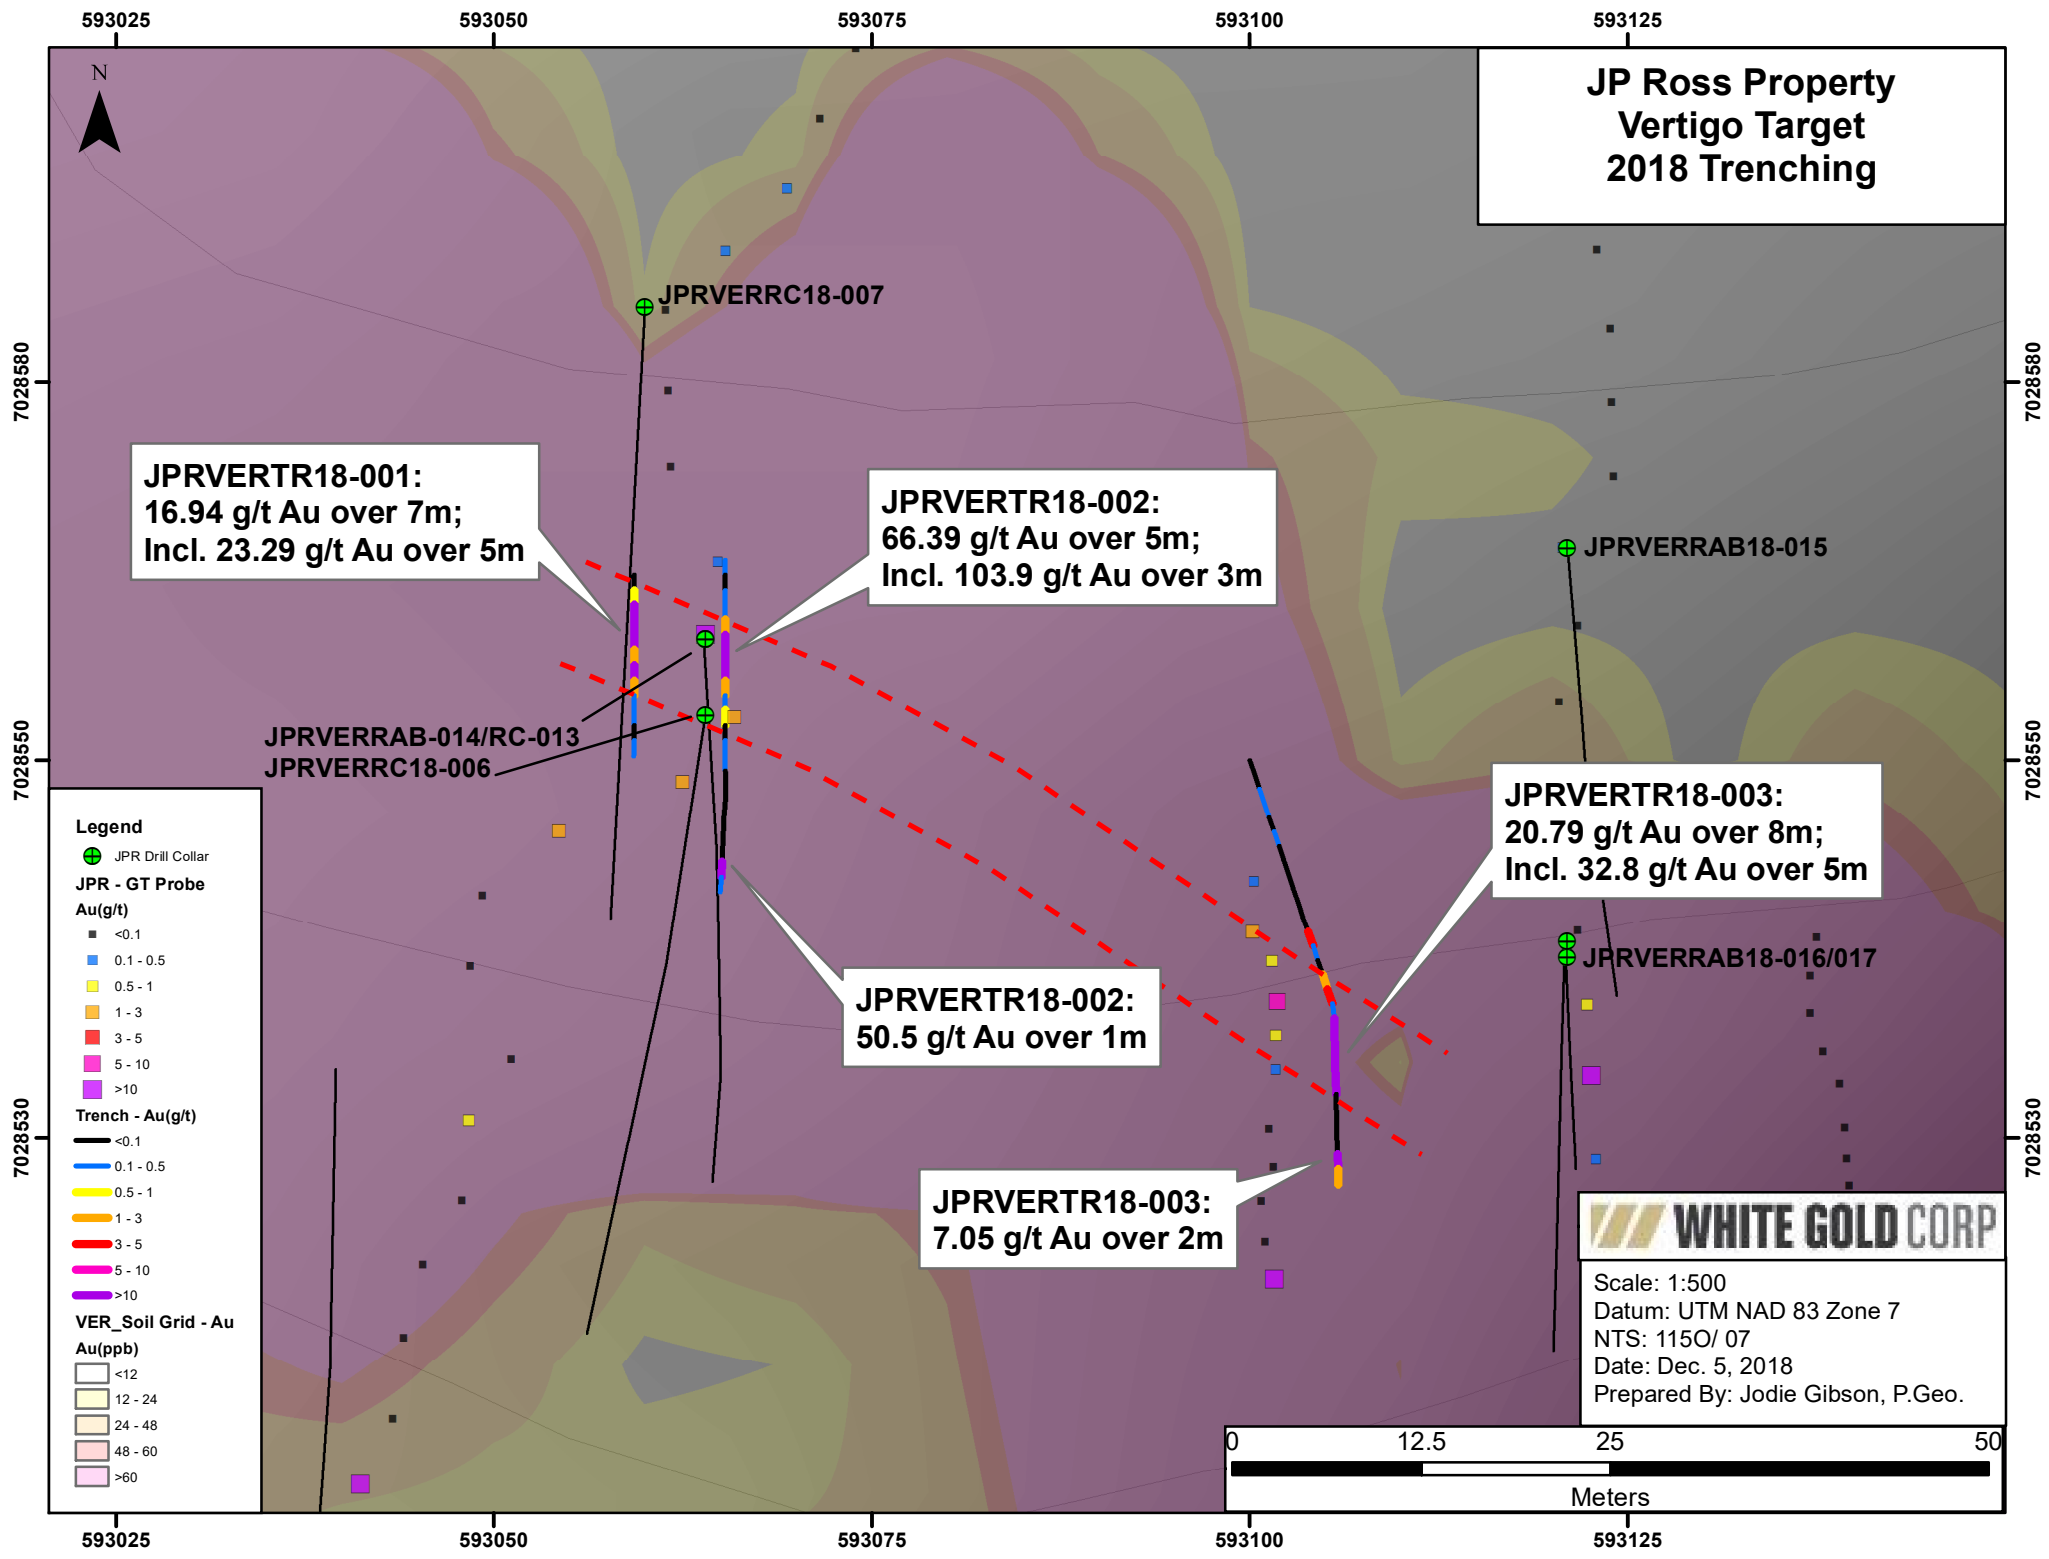 593025
593050
593075
593100
593125
N
JP Ross Property
Vertigo Target
2018 Trenching
JPRVERRC18-007
7028580
7028580
JPRVERTR18-001:
16.94 g/t Au over 7m;
Incl. 23.29 g/t Au over 5m
JPRVERTR18-002:
66.39 g/t Au over 5m;
Incl. 103.9 g/t Au over 3m
JPRVERRAB18-015
JPRVERRAB-014/RC-013
JPRVERRC18-006
7028550
7028550
JPRVERTR18-003:
20.79 g/t Au over 8m;
Incl. 32.8 g/t Au over 5m
JPRVERRAB18-016/017
JPRVERTR18-002:
50.5 g/t Au over 1m
7028530
7028530
JPRVERTR18-003:
7.05 g/t Au over 2m
Legend
JPR Drill Collar
JPR - GT Probe
Au(g/t)
<0.1
0.1 - 0.5
0.5 - 1
1 - 3
3 - 5
5 - 10
>10
Trench - Au(g/t)
<0.1
0.1 - 0.5
0.5 - 1
1 - 3
3 - 5
5 - 10
>10
VER_Soil Grid - Au
Au(ppb)
<12
12 - 24
24 - 48
48 - 60
>60
WHITE GOLD CORP
Scale: 1:500
Datum: UTM NAD 83 Zone 7
NTS: 115O/ 07
Date: Dec. 5, 2018
Prepared By: Jodie Gibson, P.Geo.
0 12.5 25 50
Meters
593025
593050
593075
593100
593125